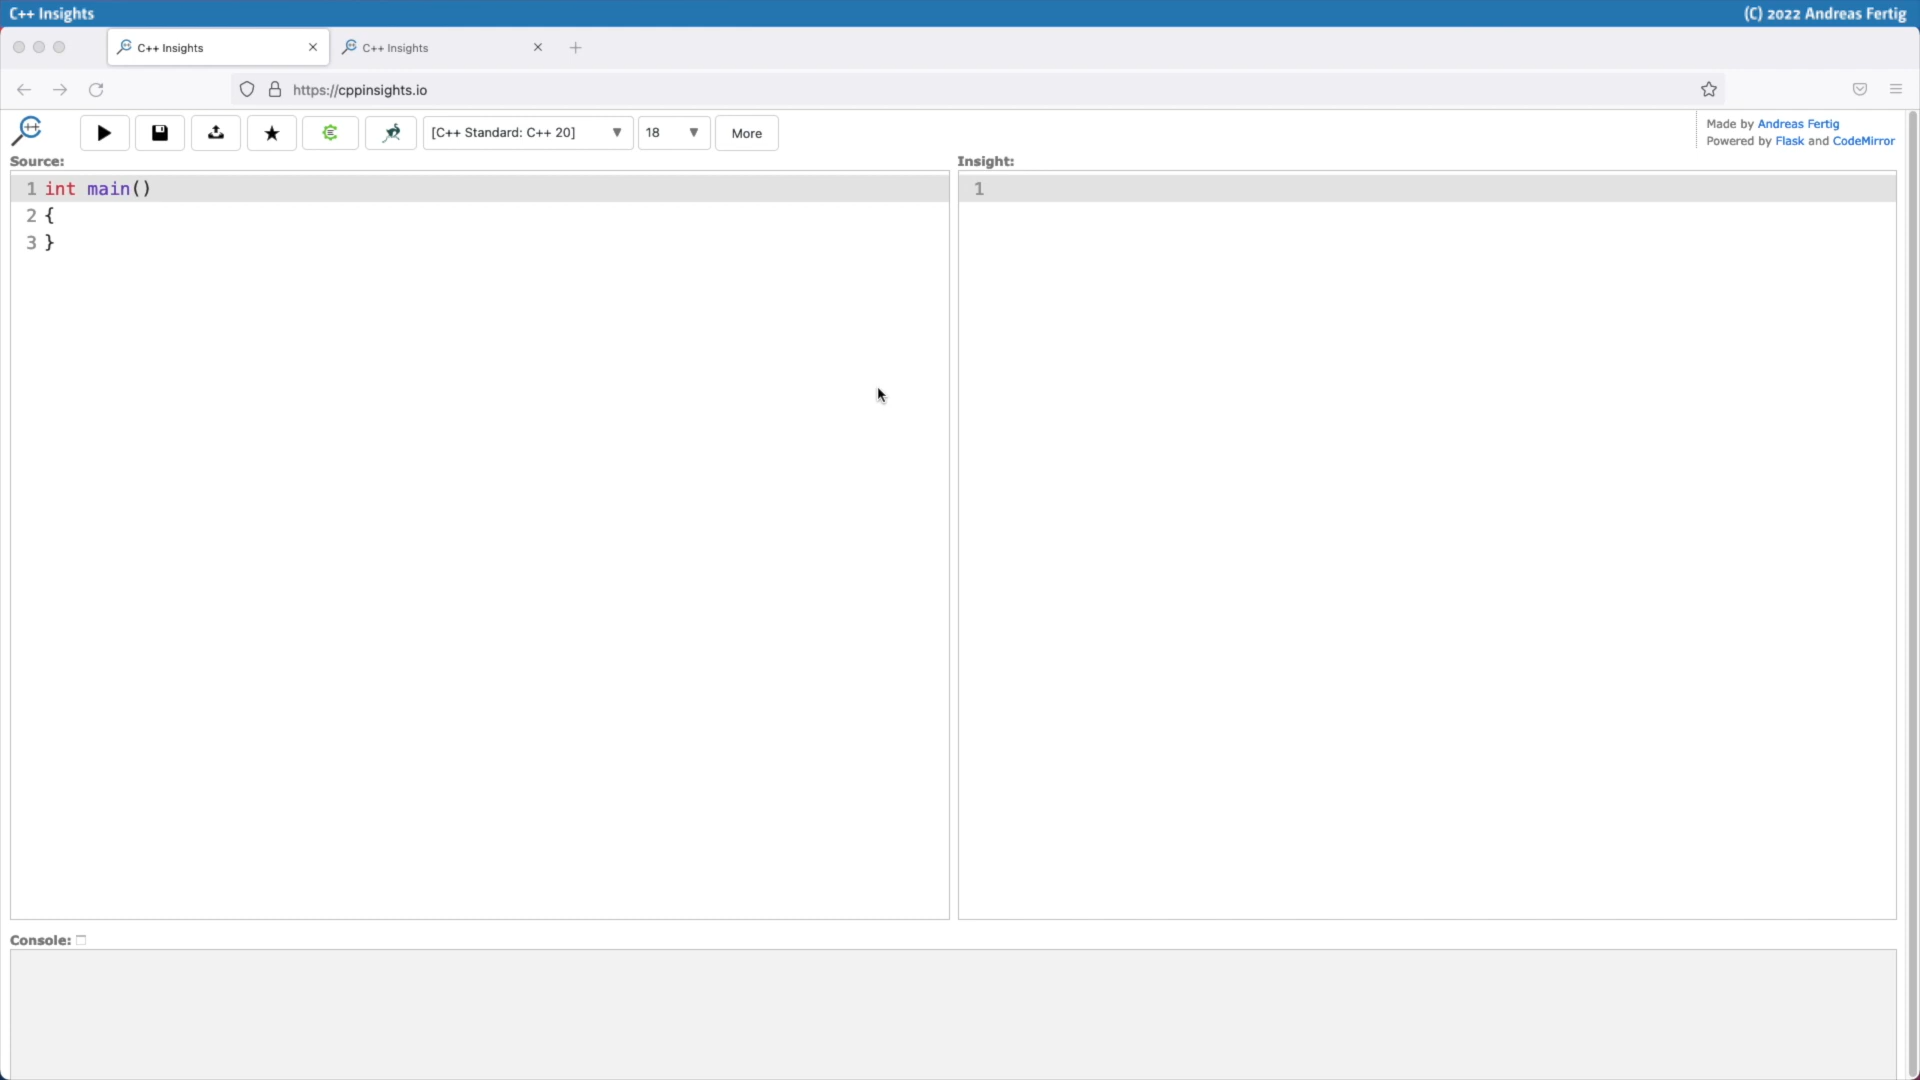 C++ Insights
(C) 2022 Andreas Fertig
C++ Insights
C++ Insights
https://cppinsights.io
[C++ Standard: C++ 20]
18
More
Made by Andreas Fertig
Powered by Flask and CodeMirror
Source:
Insight:
1 int main()
2 {
3 }
1
Console: